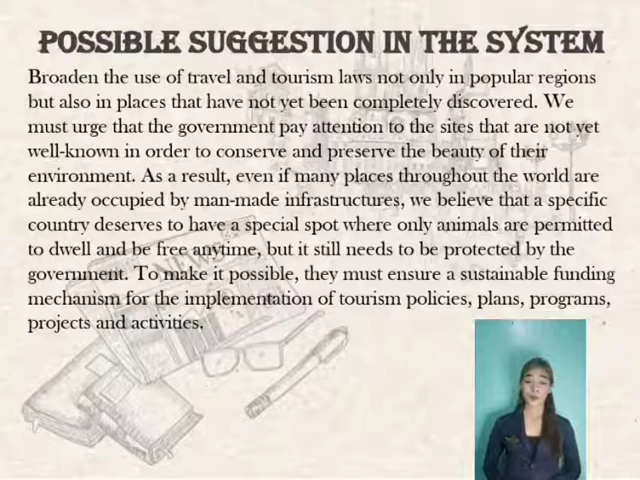 POSSIBLE SUGGESTION IN THE SYSTEM
Broaden the use of travel and tourism laws not only in popular regions
but also in places that have not yet been completely discovered. We
must urge that the government pay attention to the sites that are not yet
well-known in order to conserve and preserve the beauty of their
environment. As a result, even if many places throughout the world are
already occupied by man-made infrastructures, we believe that a specific
country deserves to have a special spot where only animals are permitted
to dwell and be free anytime, but it still needs to be protected by the
government. To make it possible, they must ensure a sustainable funding
mechanism for the implementation of tourism policies, plans, programs,
projects and activities.
NEWS